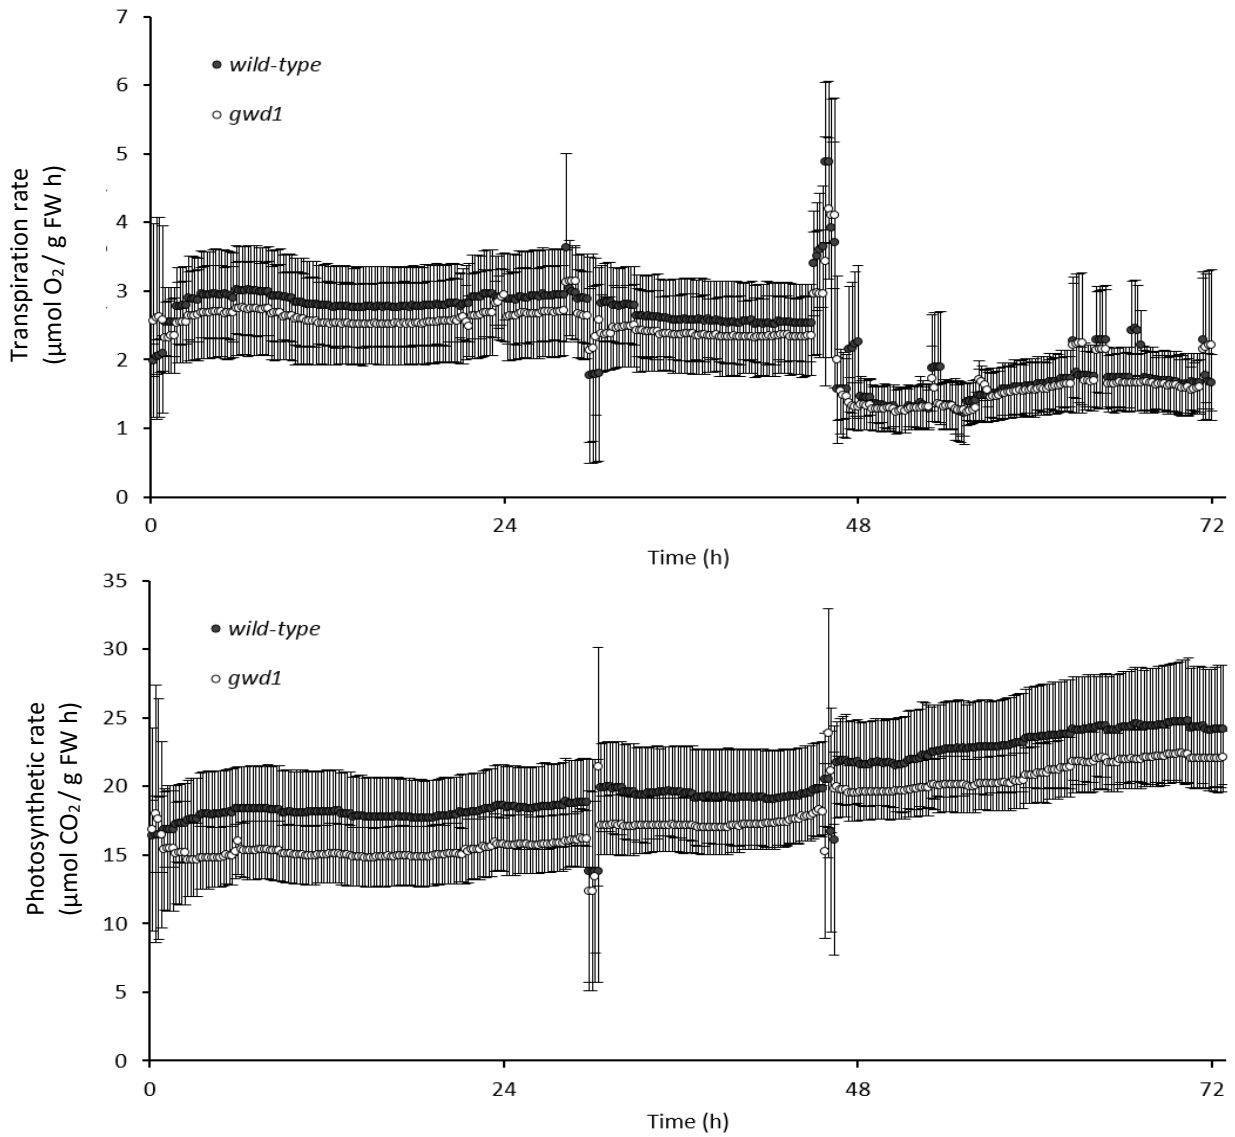 7
wild-type
6
gwd1
5
4
3
2
1
0
Transpiration rate
(µmol O₂ / g FW h)
0 24 48 72
Time (h)
35
wild-type
30
gwd1
25
20
15
10
5
0
Photosynthetic rate
(µmol CO₂ / g FW h)
0 24 48 72
Time (h)